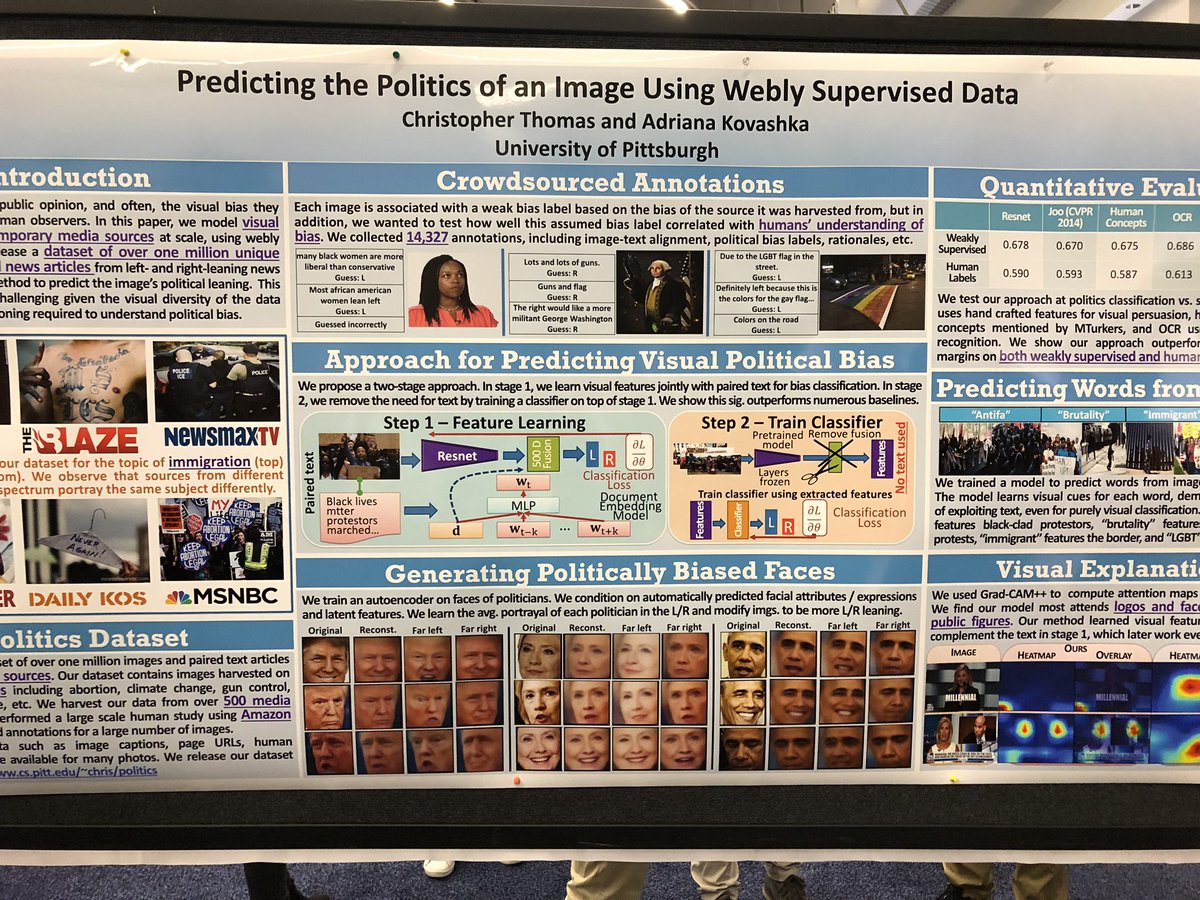 Predicting the Politics of an Image Using Webly Supervised Data
Christopher Thomas and Adriana Kovashka
University of Pittsburgh
ntroduction
public opinion, and often, the visual bias they
man observers. In this paper, we model visual
mporary media sources at scale, using webly
ease a dataset of over one million unique
d news articles from left- and right-leaning news
ethod to predict the image's political leaning. This
hallenging given the visual diversity of the data
oning required to understand political bias.
POLICE
ICE
POLICE
THE BLAZE
NEWSMAXTV
our dataset for the topic of immigration (top)
om). We observe that sources from different
spectrum portray the same subject differently.
NEVER AGAIN!
KEEP ABORTION LEGAL
KEEP ABORTION LEGAL
ER
DAILY KOS
MSNBC
olitics Dataset
set of over one million images and paired text articles
sources. Our dataset contains images harvested on
s including abortion, climate change, gun control,
e, etc. We harvest our data from over 500 media
erformed a large scale human study using Amazon
d annotations for a large number of images.
ta such as image captions, page URLs, human
e available for many photos. We release our dataset
ww.cs.pitt.edu/~chris/politics
Crowdsourced Annotations
Each image is associated with a weak bias label based on the bias of the source it was harvested from, but in
addition, we wanted to test how well this assumed bias label correlated with humans' understanding of
bias. We collected 14,327 annotations, including image-text alignment, political bias labels, rationales, etc.
many black women are
liberal than conservative
Guess: L
Most african american
women lean left
Guess: L
Guessed incorrectly
Lots and lots of guns.
Guess: R
Guns and flag
Guess: R
The right would like a more
militant George Washington
Guess: R
Due to the LGBT flag in the
street.
Guess: L
Definitely left because this is
the colors for the gay flag...
Guess: L
Colors on the road
Guess: L
Approach for Predicting Visual Political Bias
We propose a two-stage approach. In stage 1, we learn visual features jointly with paired text for bias classification. In stage
2, we remove the need for text by training a classifier on top of stage 1. We show this sig. outperforms numerous baselines.
Step 1 – Feature Learning
Paired text
Resnet
500 D
Fusion
L
R
∂L
∂θ
Classification
Loss
Black lives
mtter
protestors
marched...
wt
MLP
Document
Embedding
Model
d
wt−k
...
wt+k
Step 2 – Train Classifier
Pretrained
model
Remove fusion
Layers
frozen
Features
No text used
Train classifier using extracted features
Features
Classifier
L
R
∂L
∂θ
Classification
Loss
Generating Politically Biased Faces
We train an autoencoder on faces of politicians. We condition on automatically predicted facial attributes / expressions
and latent features. We learn the avg. portrayal of each politician in the L/R and modify imgs. to be more L/R leaning.
Original Reconst. Far left Far right
Original Reconst. Far left Far right
Original Reconst. Far left Far right
Quantitative Evalu
Resnet Joo (CVPR 2014) Human Concepts OCR
Weakly Supervised 0.678 0.670 0.675 0.686
Human Labels 0.590 0.593 0.587 0.613
We test our approach at politics classification vs. s
uses hand crafted features for visual persuasion, h
concepts mentioned by MTurkers, and OCR us
recognition. We show our approach outperfor
margins on both weakly supervised and human
Predicting Words from
"Antifa" "Brutality" "Immigrant"
We trained a model to predict words from image
The model learns visual cues for each word, dem
of exploiting text, even for purely visual classificat
features black-clad protestors, "brutality" feature
protests, "immigrant" features the border, and "LGBT"
Visual Explanatio
We used Grad-CAM++ to compute attention maps
We find our model most attends logos and face
public figures. Our method learned visual featur
complement the text in stage 1, which later work eve
IMAGE
OURS
HEATMAP OVERLAY
HEATMA
MILLENNIAL
MILLENNIAL